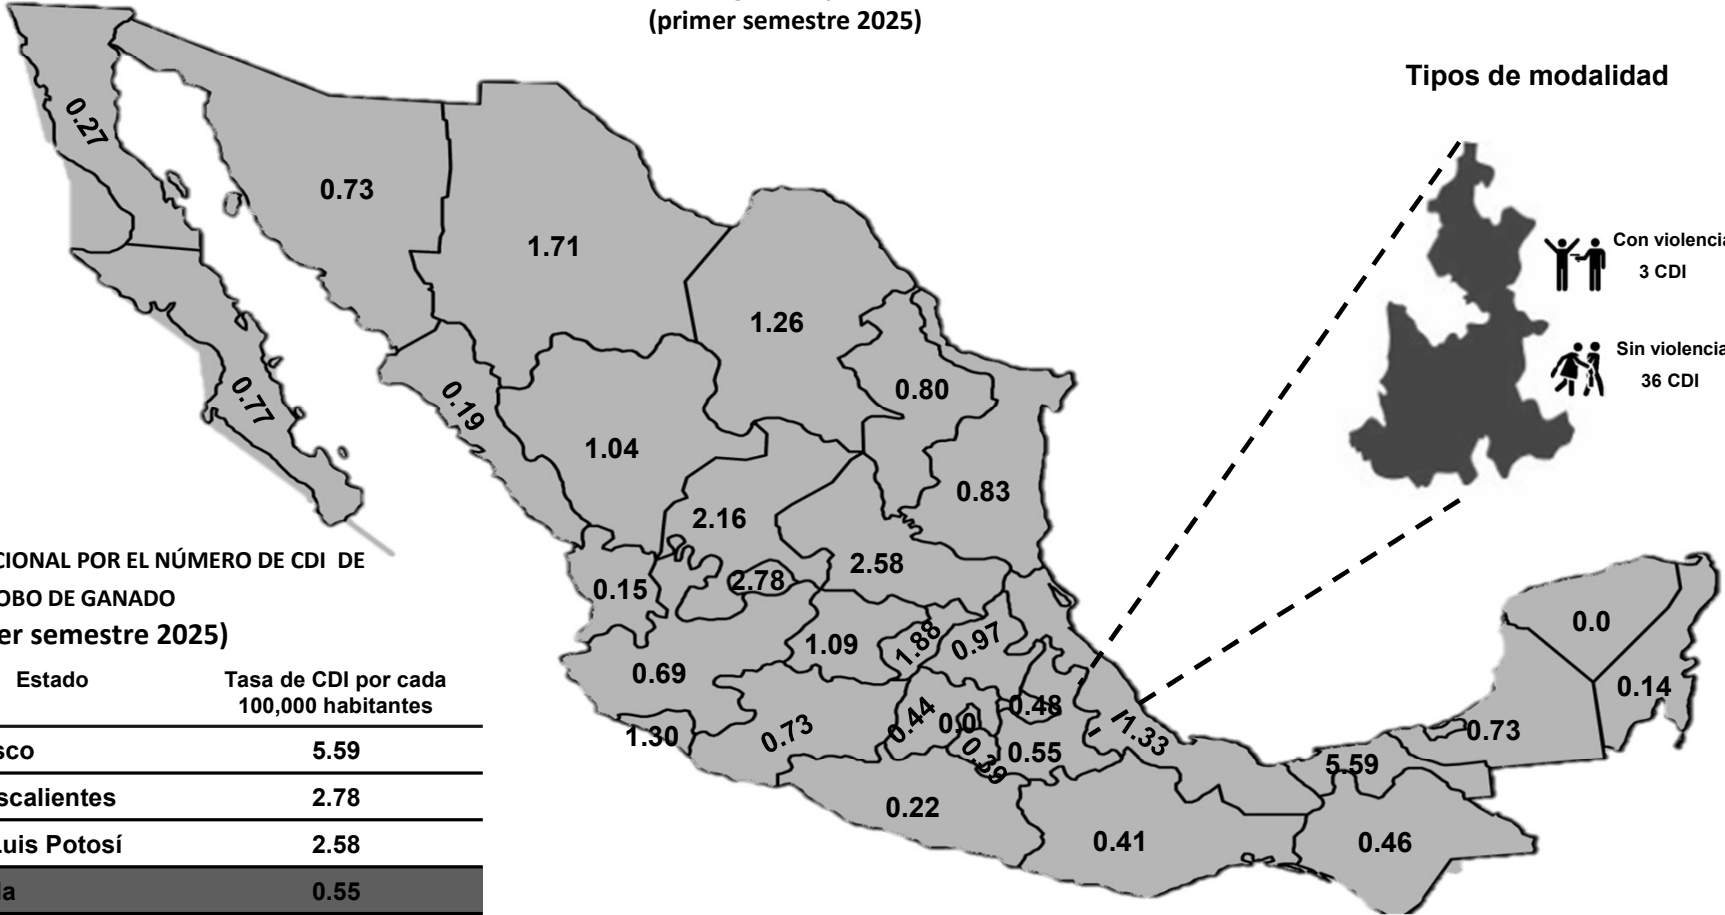 (primer semestre 2025)
Tipos de modalidad
Con violencia
3 CDI
Sin violencia
36 CDI
0.27
0.73
1.71
1.26
0.80
0.77
0.19
1.04
0.83
2.16
2.58
0.15
2.78
1.09
1.88
0.97
0.69
0.48
0.44
0.0
1.30
0.73
0.39
0.55
1.33
0.22
0.41
0.46
5.59
0.73
0.14
0.0
CIONAL POR EL NÚMERO DE CDI DE
OBO DE GANADO
er semestre 2025)
Estado
Tasa de CDI por cada
100,000 habitantes
sco 5.59
scalientes 2.78
Luis Potosí 2.58
la 0.55